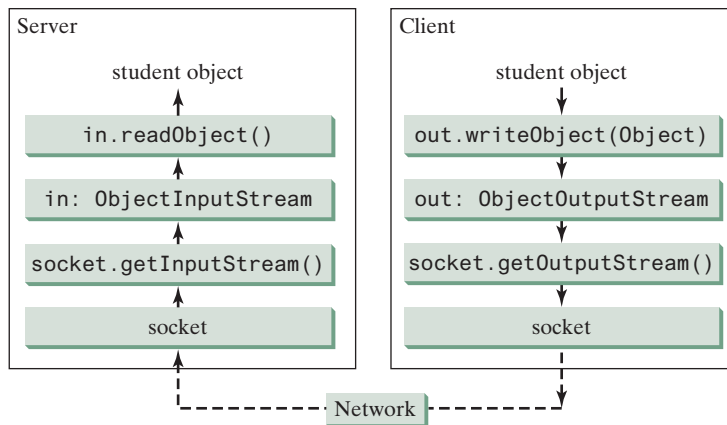 Server
student object
in.readObject()
in: ObjectInputStream
socket.getInputStream()
socket
Client
student object
out.writeObject(Object)
out: ObjectOutputStream
socket.getOutputStream()
socket
Network